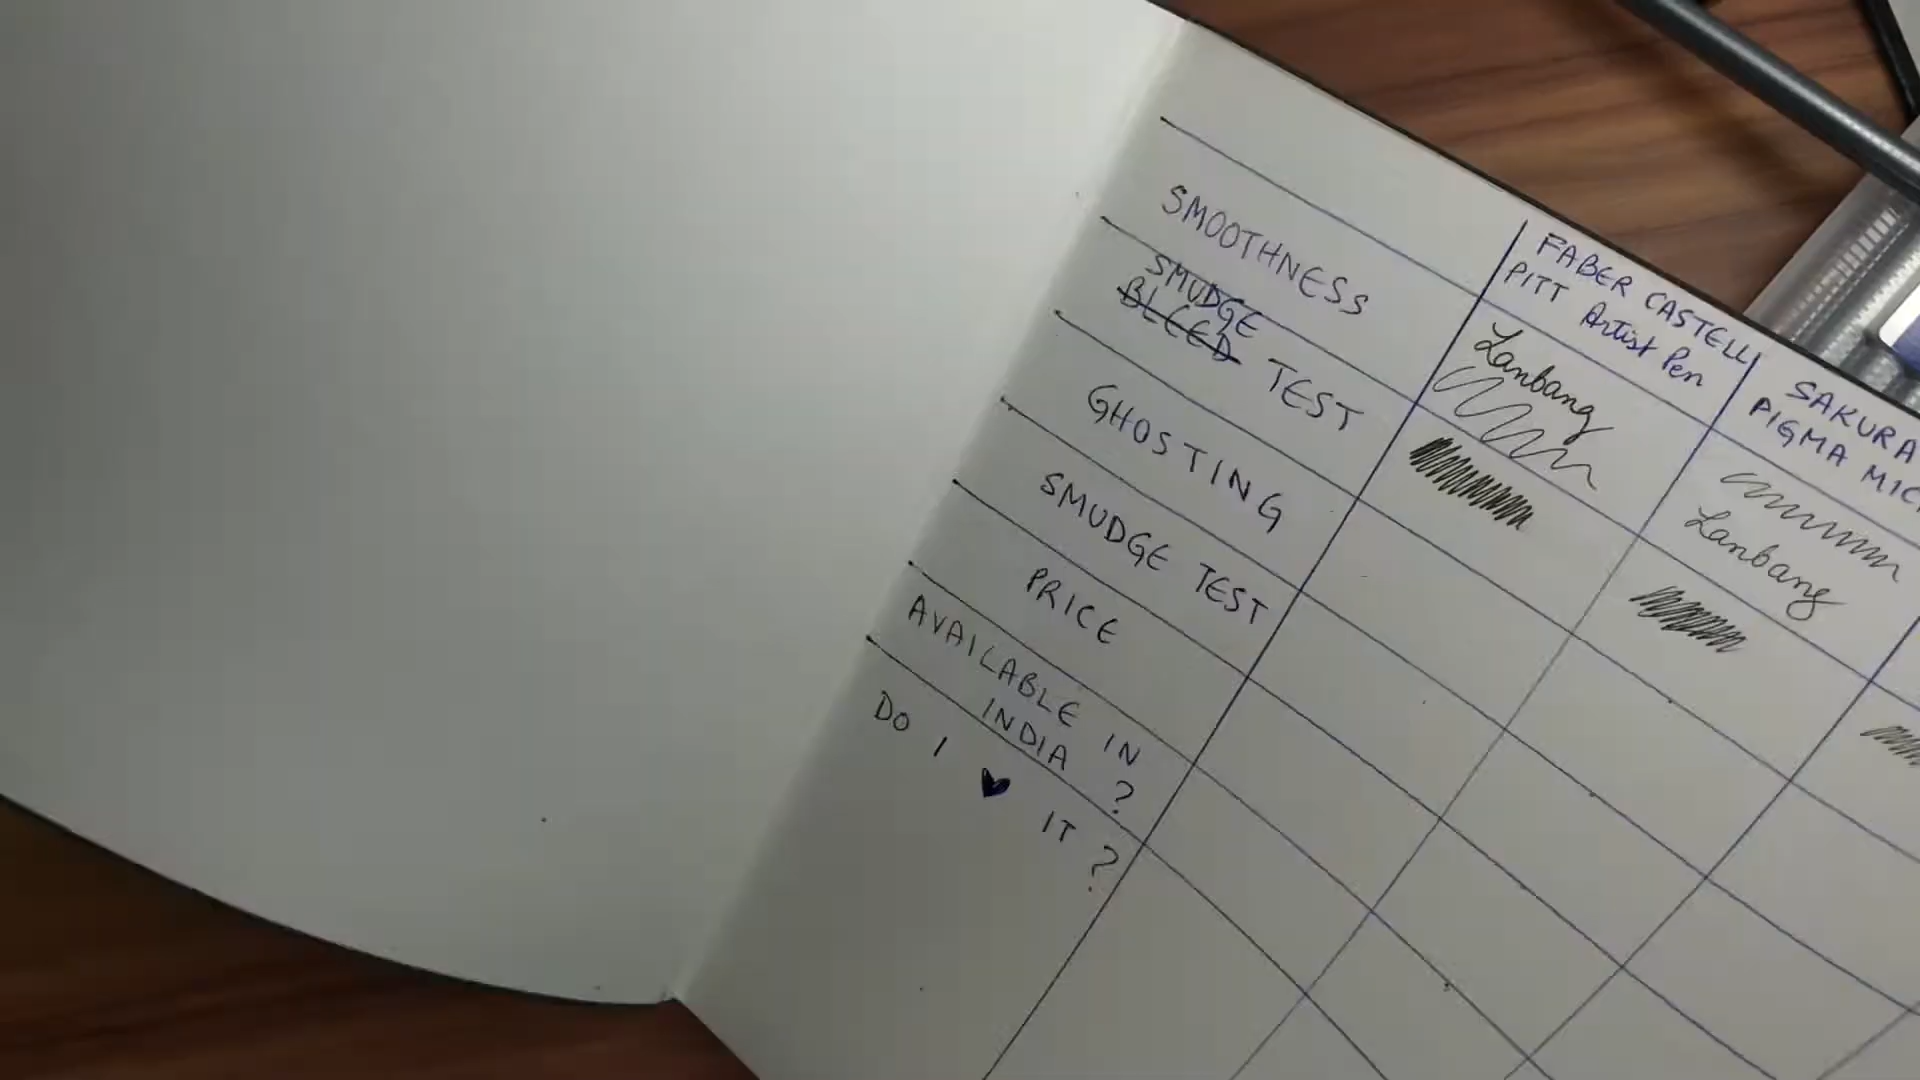 FABER CASTELL
PITT Artist Pen
SAKURA
PIGMA MIC
SMOOTHNESS
Lanbang
Lanbang
SMUDGE
BLEED TEST
GHOSTING
SMUDGE TEST
PRICE
AVAILABLE IN
INDIA ?
DO I ♥ IT ?